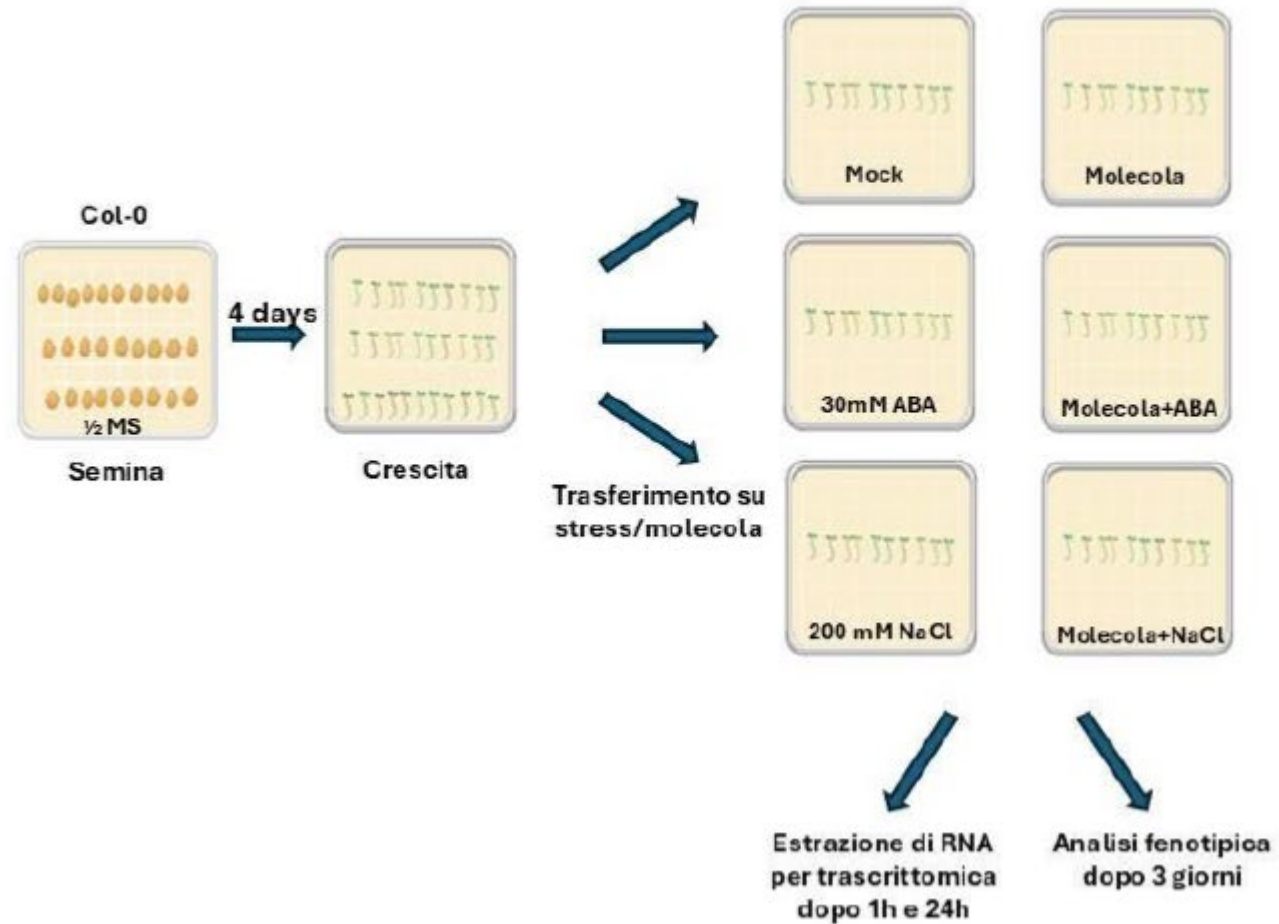 Col-0
½ MS
Semina
4 days
Crescita
Trasferimento su
stress/molecola
Mock
Molecola
30mM ABA
Molecola+ABA
200 mM NaCl
Molecola+NaCl
Estrazione di RNA
per trascrittomica
dopo 1h e 24h
Analisi fenotipica
dopo 3 giorni